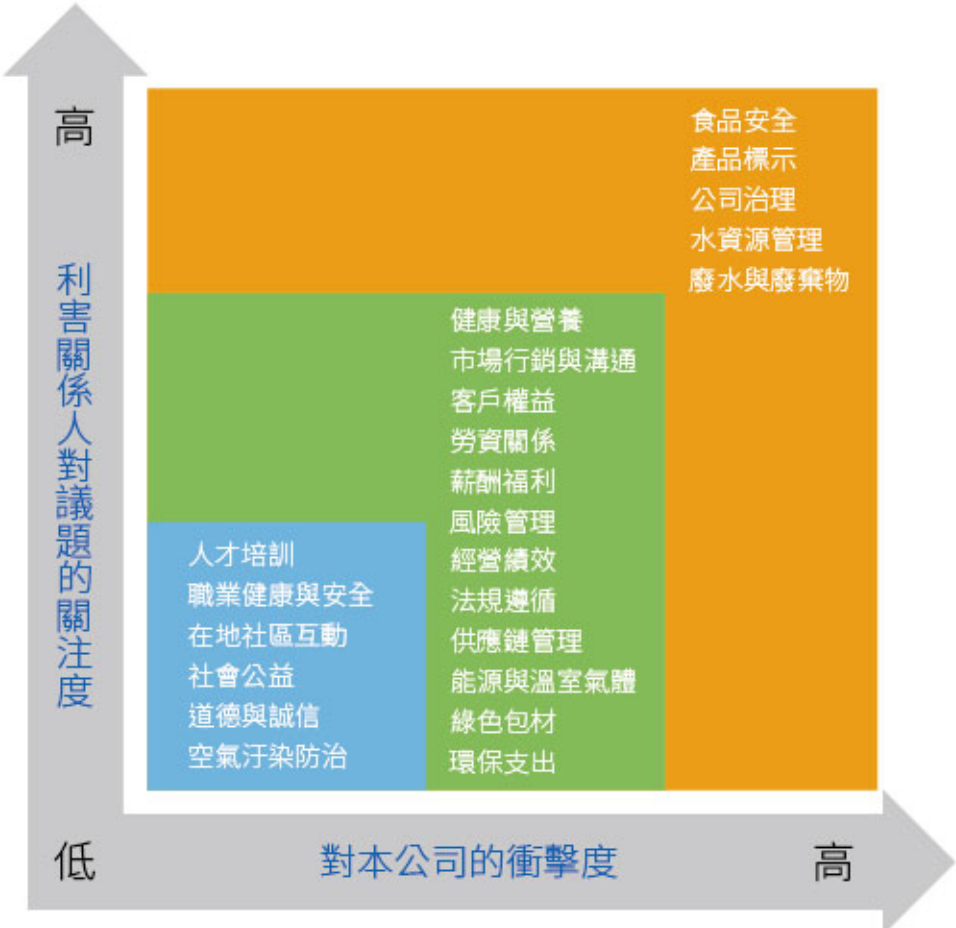 高
利害關係人對議題的關注度
食品安全
產品標示
公司治理
水資源管理
廢水與廢棄物
健康與營養
市場行銷與溝通
客戶權益
勞資關係
薪酬福利
風險管理
經營績效
法規遵循
供應鏈管理
能源與溫室氣體
綠色包材
環保支出
人才培訓
職業健康與安全
在地社區互動
社會公益
道德與誠信
空氣汙染防治
低
對本公司的衝擊度
高